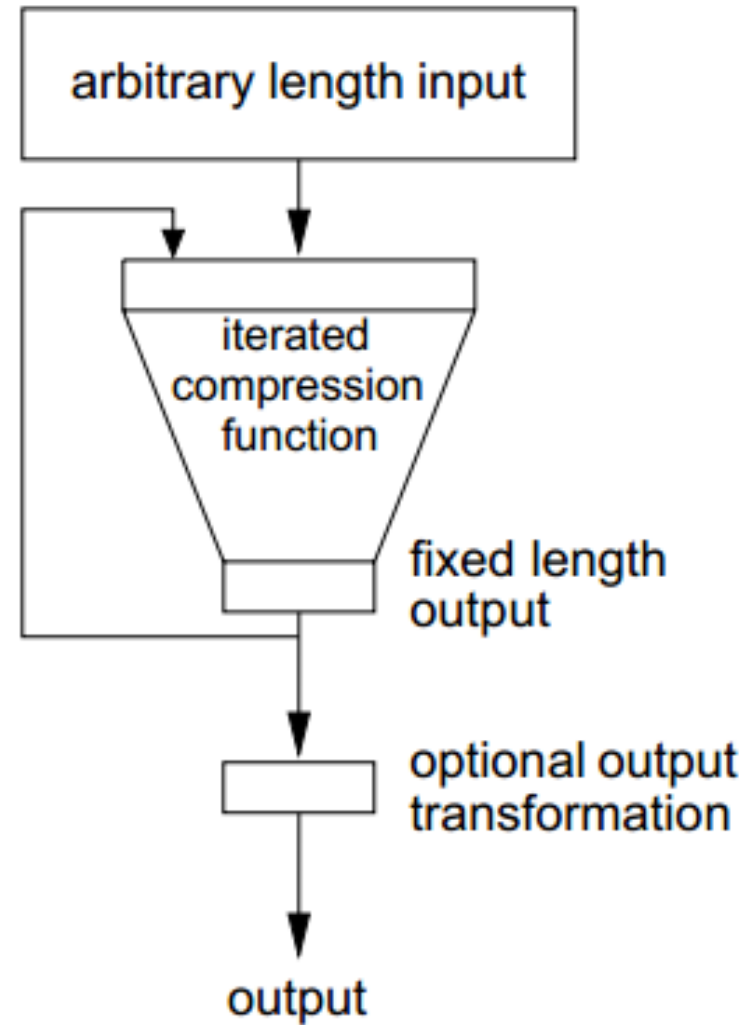 arbitrary length input
iterated
compression
function
fixed length
output
optional output
transformation
output